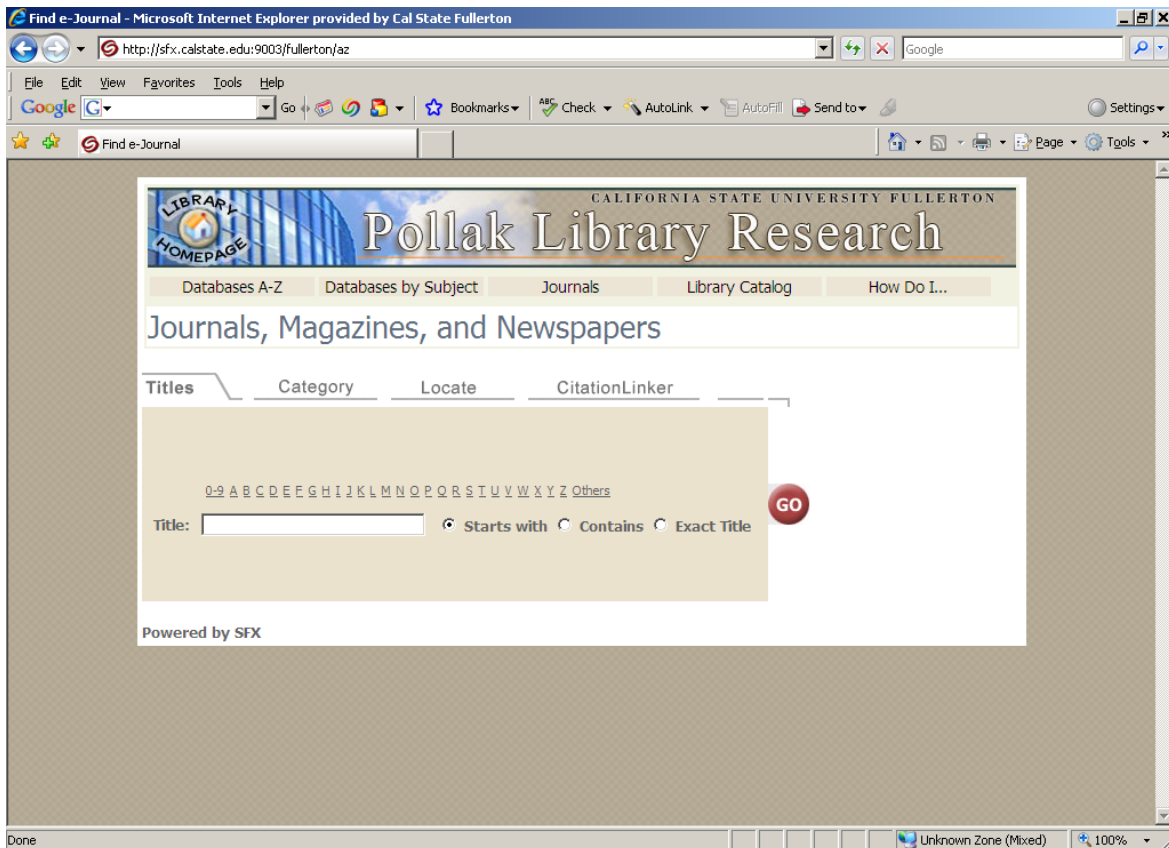 Find e-Journal - Microsoft Internet Explorer provided by Cal State Fullerton
http://sfx.calstate.edu:9003/fullerton/az
Google
File Edit View Favorites Tools Help
Google G Go Bookmarks ABC Check AutoLink AutoFill Send to Settings
Find e-Journal Page Tools »
LIBRARY HOMEPAGE
CALIFORNIA STATE UNIVERSITY FULLERTON
Pollak Library Research
Databases A-Z Databases by Subject Journals Library Catalog How Do I...
Journals, Magazines, and Newspapers
Titles Category Locate CitationLinker
0-9 A B C D E F G H I J K L M N O P Q R S T U V W X Y Z Others
Title: Starts with Contains Exact Title
GO
Powered by SFX
Done Unknown Zone (Mixed) 100%